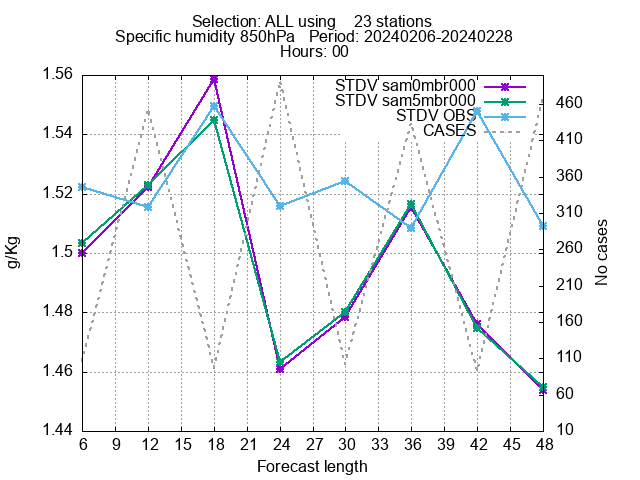 Selection: ALL using    23 stations
Specific humidity 850hPa   Period: 20240206-20240228
Hours: 00
STDV sam0mbr000
STDV sam5mbr000
STDV OBS
CASES
1.56
1.54
1.52
1.5
1.48
1.46
1.44
g/Kg
460
410
360
310
260
210
160
110
60
10
No cases
6 9 12 15 18 21 24 27 30 33 36 39 42 45 48
Forecast length